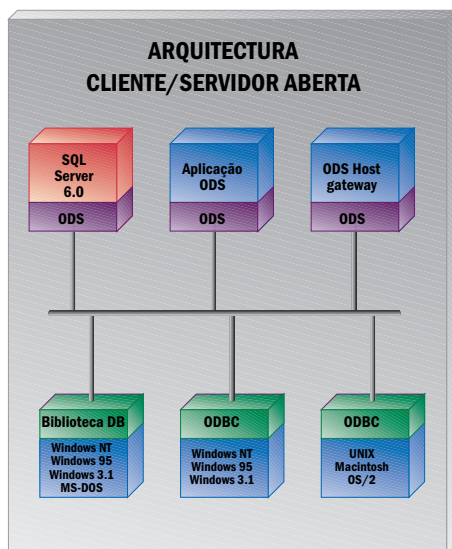 ARQUITECTURA
CLIENTE/SERVIDOR ABERTA
SQL
Server
6.0
ODS
Aplicação
ODS
ODS
ODS Host
gateway
ODS
Biblioteca DB
Windows NT
Windows 95
Windows 3.1
MS-DOS
ODBC
Windows NT
Windows 95
Windows 3.1
ODBC
UNIX
Macintosh
OS/2